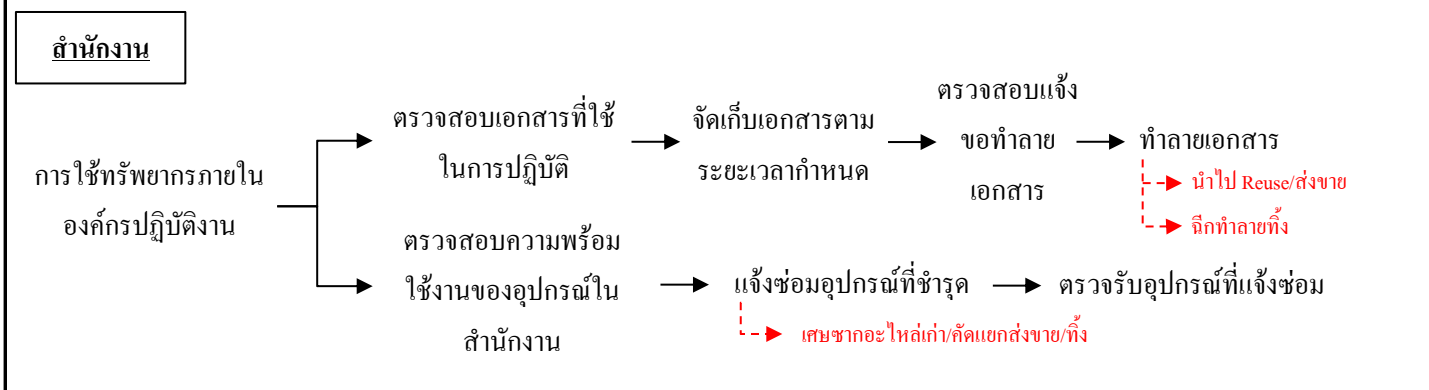 สำนักงาน
การใช้ทรัพยากรภายใน
องค์กรปฏิบัติงาน
ตรวจสอบเอกสารที่ใช้
ในการปฏิบัติ
จัดเก็บเอกสารตาม
ระยะเวลากำหนด
ตรวจสอบแจ้ง
ขอทำลาย
เอกสาร
ทำลายเอกสาร
นำไป Reuse/ส่งขาย
ฉีกทำลายทิ้ง
ตรวจสอบความพร้อม
ใช้งานของอุปกรณ์ใน
สำนักงาน
แจ้งซ่อมอุปกรณ์ที่ชำรุด
เศษซากอะไหล่เก่า/คัดแยกส่งขาย/ทิ้ง
ตรวจรับอุปกรณ์ที่แจ้งซ่อม